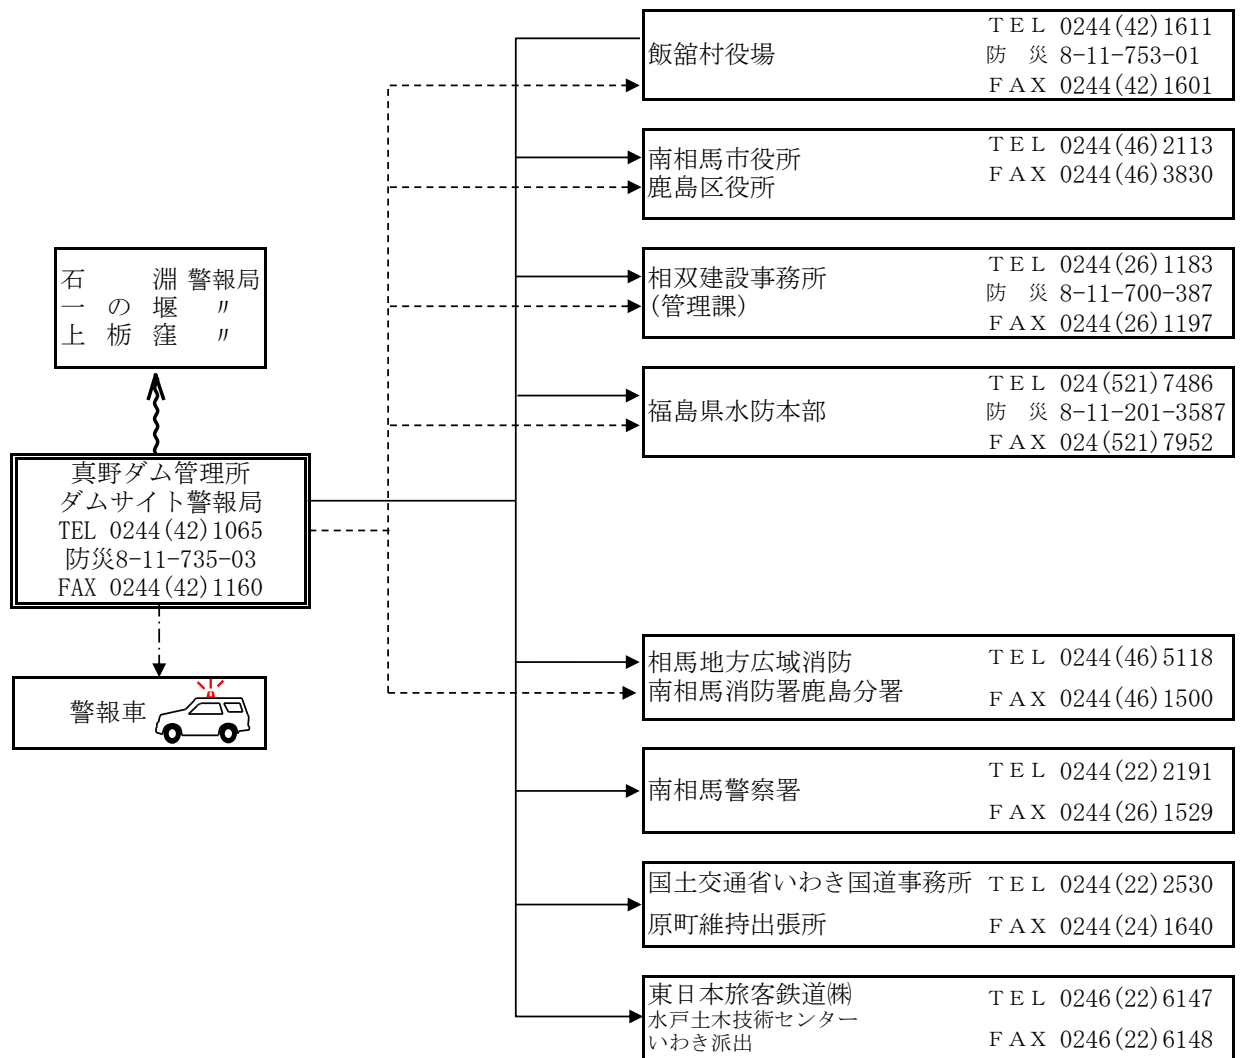 飯舘村役場
ＴＥＬ 0244(42)1611
防　災 8-11-753-01
ＦＡＸ 0244(42)1601
南相馬市役所
鹿島区役所
ＴＥＬ 0244(46)2113
ＦＡＸ 0244(46)3830
石　　淵 警報局
一 の 堰 〃
上 栃 窪 〃
相双建設事務所
(管理課)
ＴＥＬ 0244(26)1183
防　災 8-11-700-387
ＦＡＸ 0244(26)1197
福島県水防本部
ＴＥＬ 024(521)7486
防　災 8-11-201-3587
ＦＡＸ 024(521)7952
真野ダム管理所
ダムサイト警報局
TEL 0244(42)1065
防災8-11-735-03
FAX 0244(42)1160
警報車
相馬地方広域消防
南相馬消防署鹿島分署
ＴＥＬ 0244(46)5118
ＦＡＸ 0244(46)1500
南相馬警察署
ＴＥＬ 0244(22)2191
ＦＡＸ 0244(26)1529
国土交通省いわき国道事務所
原町維持出張所
ＴＥＬ 0244(22)2530
ＦＡＸ 0244(24)1640
東日本旅客鉄道㈱
水戸土木技術センター
いわき派出
ＴＥＬ 0246(22)6147
ＦＡＸ 0246(22)6148